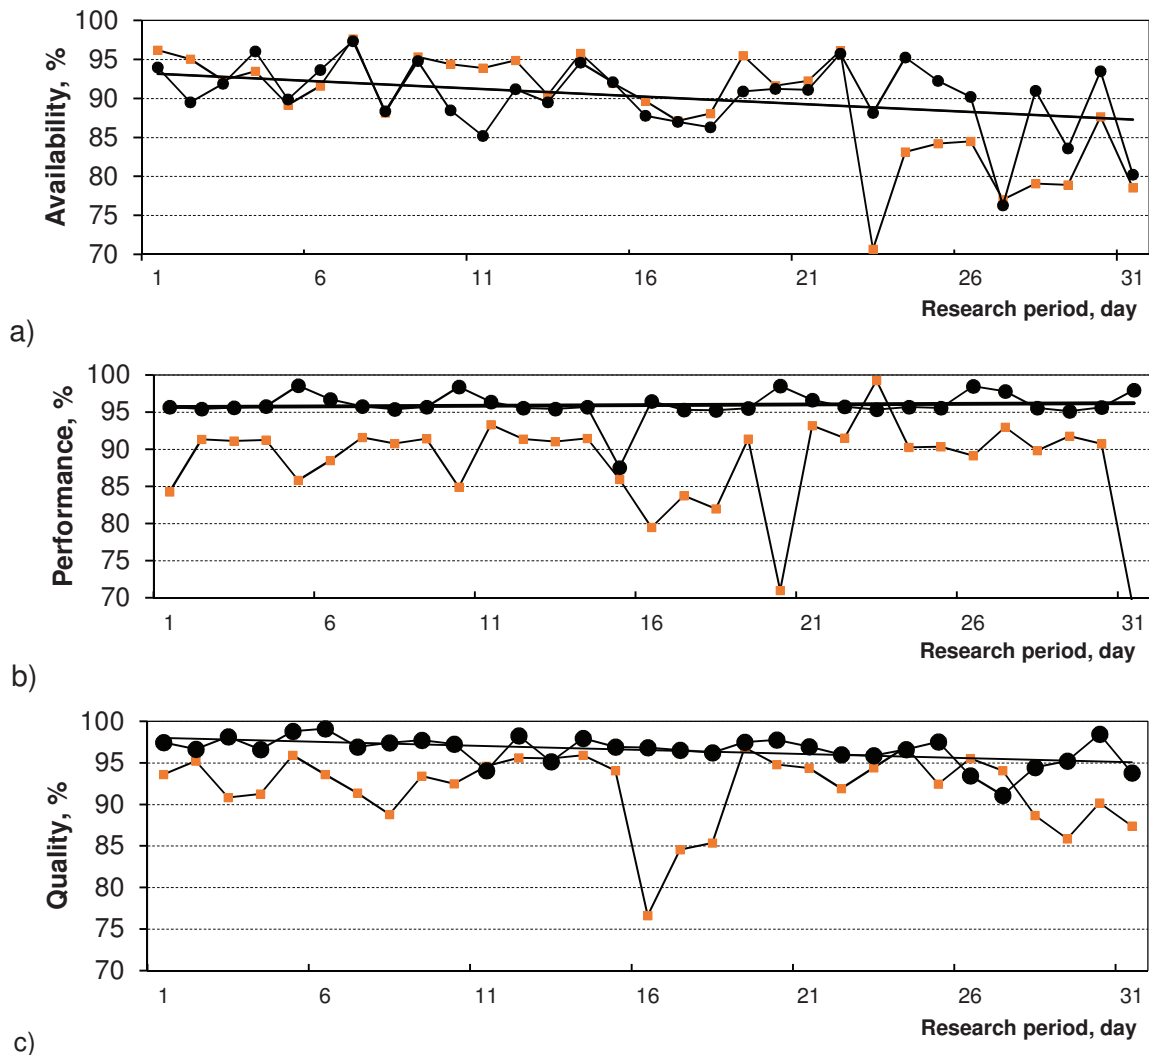 100
95
90
85
80
75
70
Availability, %
1 6 11 16 21 26 31
Research period, day
a)
100
95
90
85
80
75
70
Performance, %
1 6 11 16 21 26 31
Research period, day
b)
100
95
90
85
80
75
70
Quality, %
1 6 11 16 21 26 31
Research period, day
c)